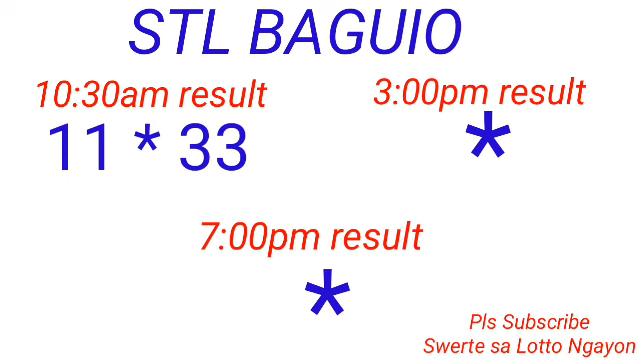 STL BAGUIO
10:30am result
11 * 33
3:00pm result
*
7:00pm result
*
Pls Subscribe
Swerte sa Lotto Ngayon